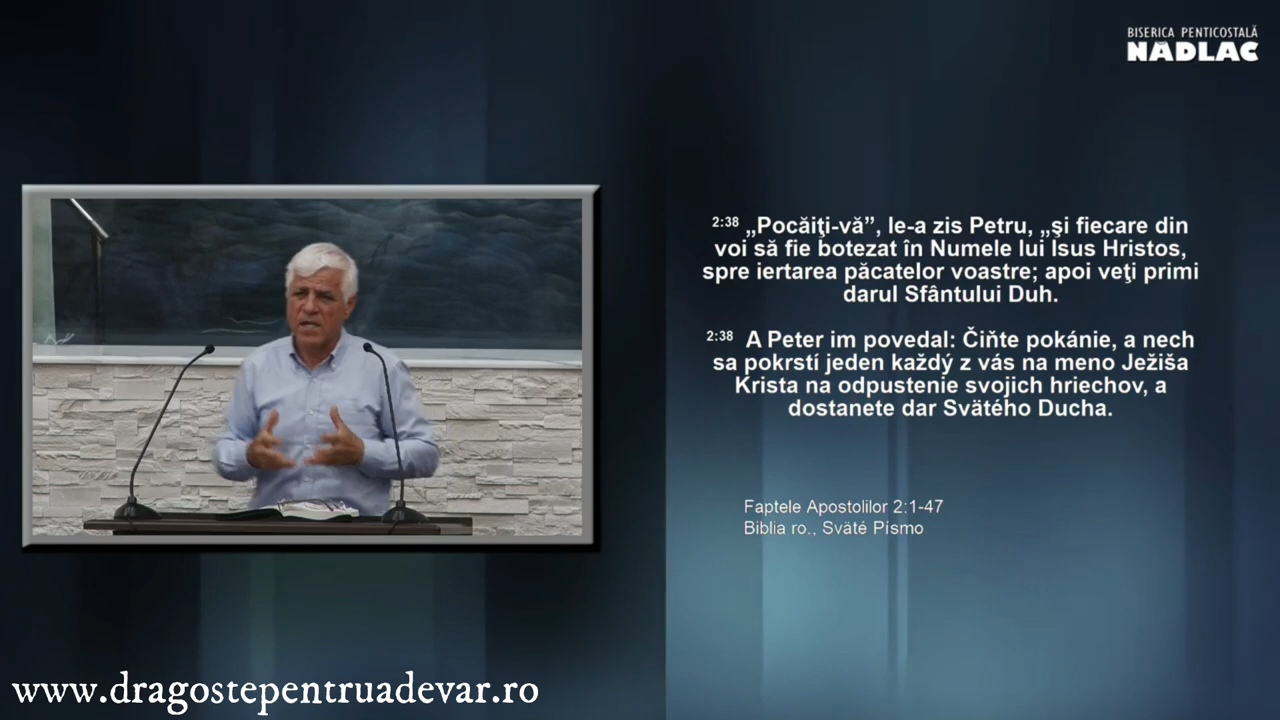 BISERICA PENTICOSTALĂ
NĂDLAC
2:38 „Pocăiţi-vă”, le-a zis Petru, „şi fiecare din
voi să fie botezat în Numele lui Isus Hristos,
spre iertarea păcatelor voastre; apoi veţi primi
darul Sfântului Duh.
2:38 A Peter im povedal: Čiňte pokánie, a nech
sa pokrstí jeden každý z vás na meno Ježiša
Krista na odpustenie svojich hriechov, a
dostanete dar Svätého Ducha.
Faptele Apostolilor 2:1-47
Biblia ro., Sväté Písmo
www.dragostepentruadevar.ro